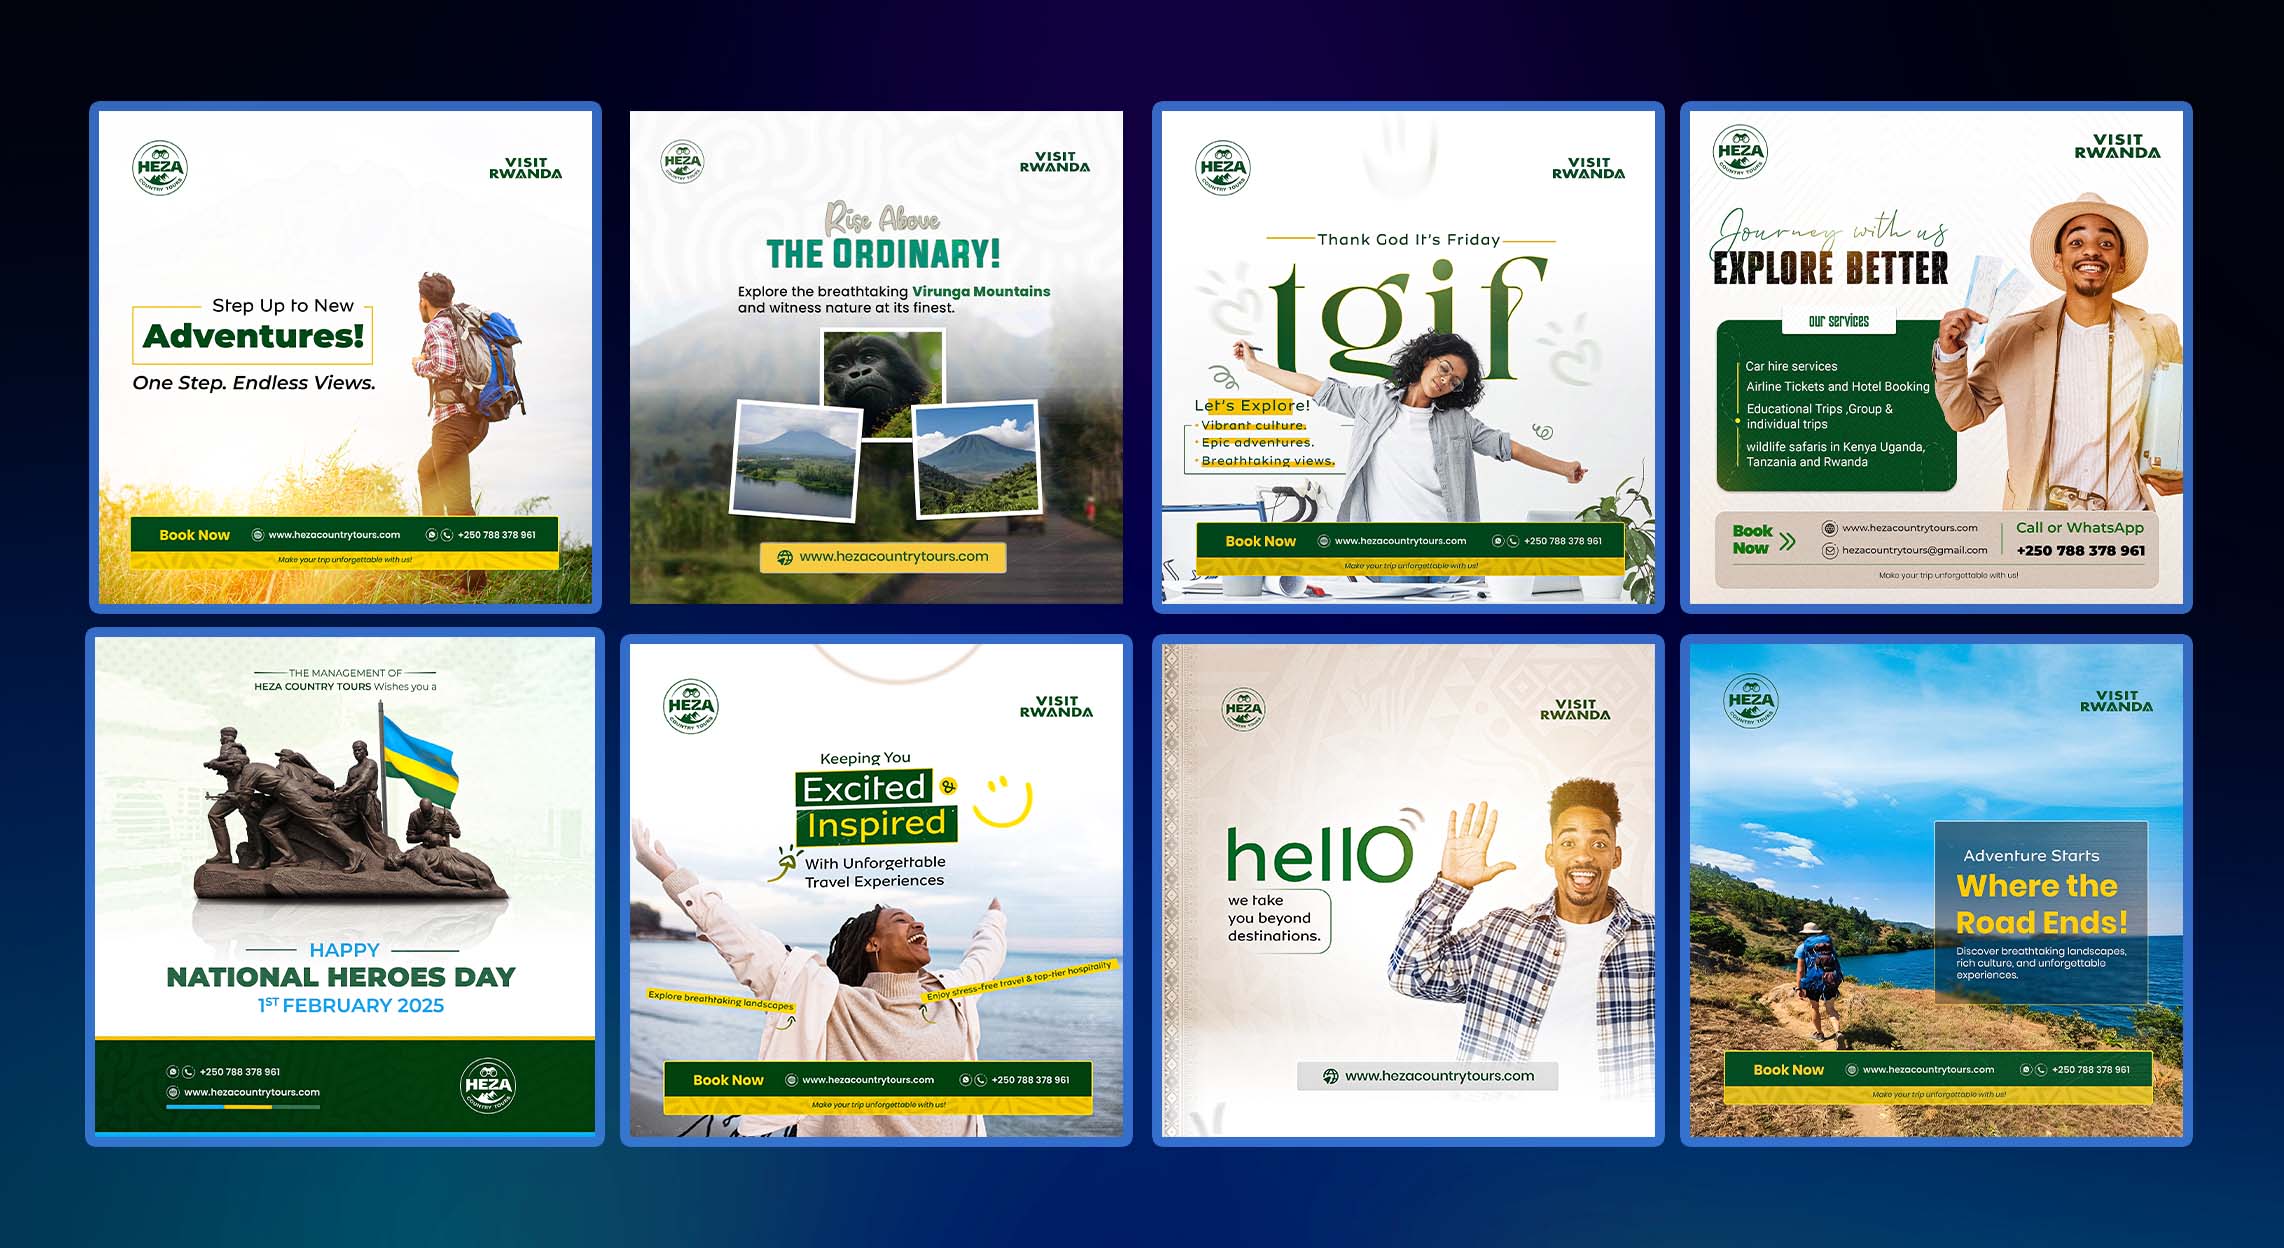 HEZA
COUNTRY TOURS
VISIT
RWANDA
Step Up to New
Adventures!
One Step. Endless Views.
Book Now
www.hezacountrytours.com
+250 788 378 961
Make your trip unforgettable with us!
HEZA
COUNTRY TOURS
VISIT
RWANDA
Rise Above
THE ORDINARY!
Explore the breathtaking Virunga Mountains
and witness nature at its finest.
www.hezacountrytours.com
HEZA
COUNTRY TOURS
VISIT
RWANDA
Thank God It's Friday
tgif
Let's Explore!
• Vibrant culture.
• Epic adventures.
• Breathtaking views.
Book Now
www.hezacountrytours.com
+250 788 378 961
Make your trip unforgettable with us!
HEZA
COUNTRY TOURS
VISIT
RWANDA
Journey with us
EXPLORE BETTER
our services
Car hire services
Airline Tickets and Hotel Booking
Educational Trips ,Group &
individual trips
wildlife safaris in Kenya Uganda,
Tanzania and Rwanda
Book
Now
www.hezacountrytours.com
hezacountrytours@gmail.com
Call or WhatsApp
+250 788 378 961
Make your trip unforgettable with us!
THE MANAGEMENT OF
HEZA COUNTRY TOURS Wishes you a
HAPPY
NATIONAL HEROES DAY
1ST FEBRUARY 2025
+250 788 378 961
www.hezacountrytours.com
HEZA
COUNTRY TOURS
HEZA
COUNTRY TOURS
VISIT
RWANDA
Keeping You
Excited &
Inspired
With Unforgettable
Travel Experiences
Explore breathtaking landscapes
Enjoy stress-free travel & top-tier hospitality
Book Now
www.hezacountrytours.com
+250 788 378 961
Make your trip unforgettable with us!
HEZA
COUNTRY TOURS
VISIT
RWANDA
hellO
we take
you beyond
destinations.
www.hezacountrytours.com
HEZA
COUNTRY TOURS
VISIT
RWANDA
Adventure Starts
Where the
Road Ends!
Discover breathtaking landscapes,
rich culture, and unforgettable
experiences.
Book Now
www.hezacountrytours.com
+250 788 378 961
Make your trip unforgettable with us!